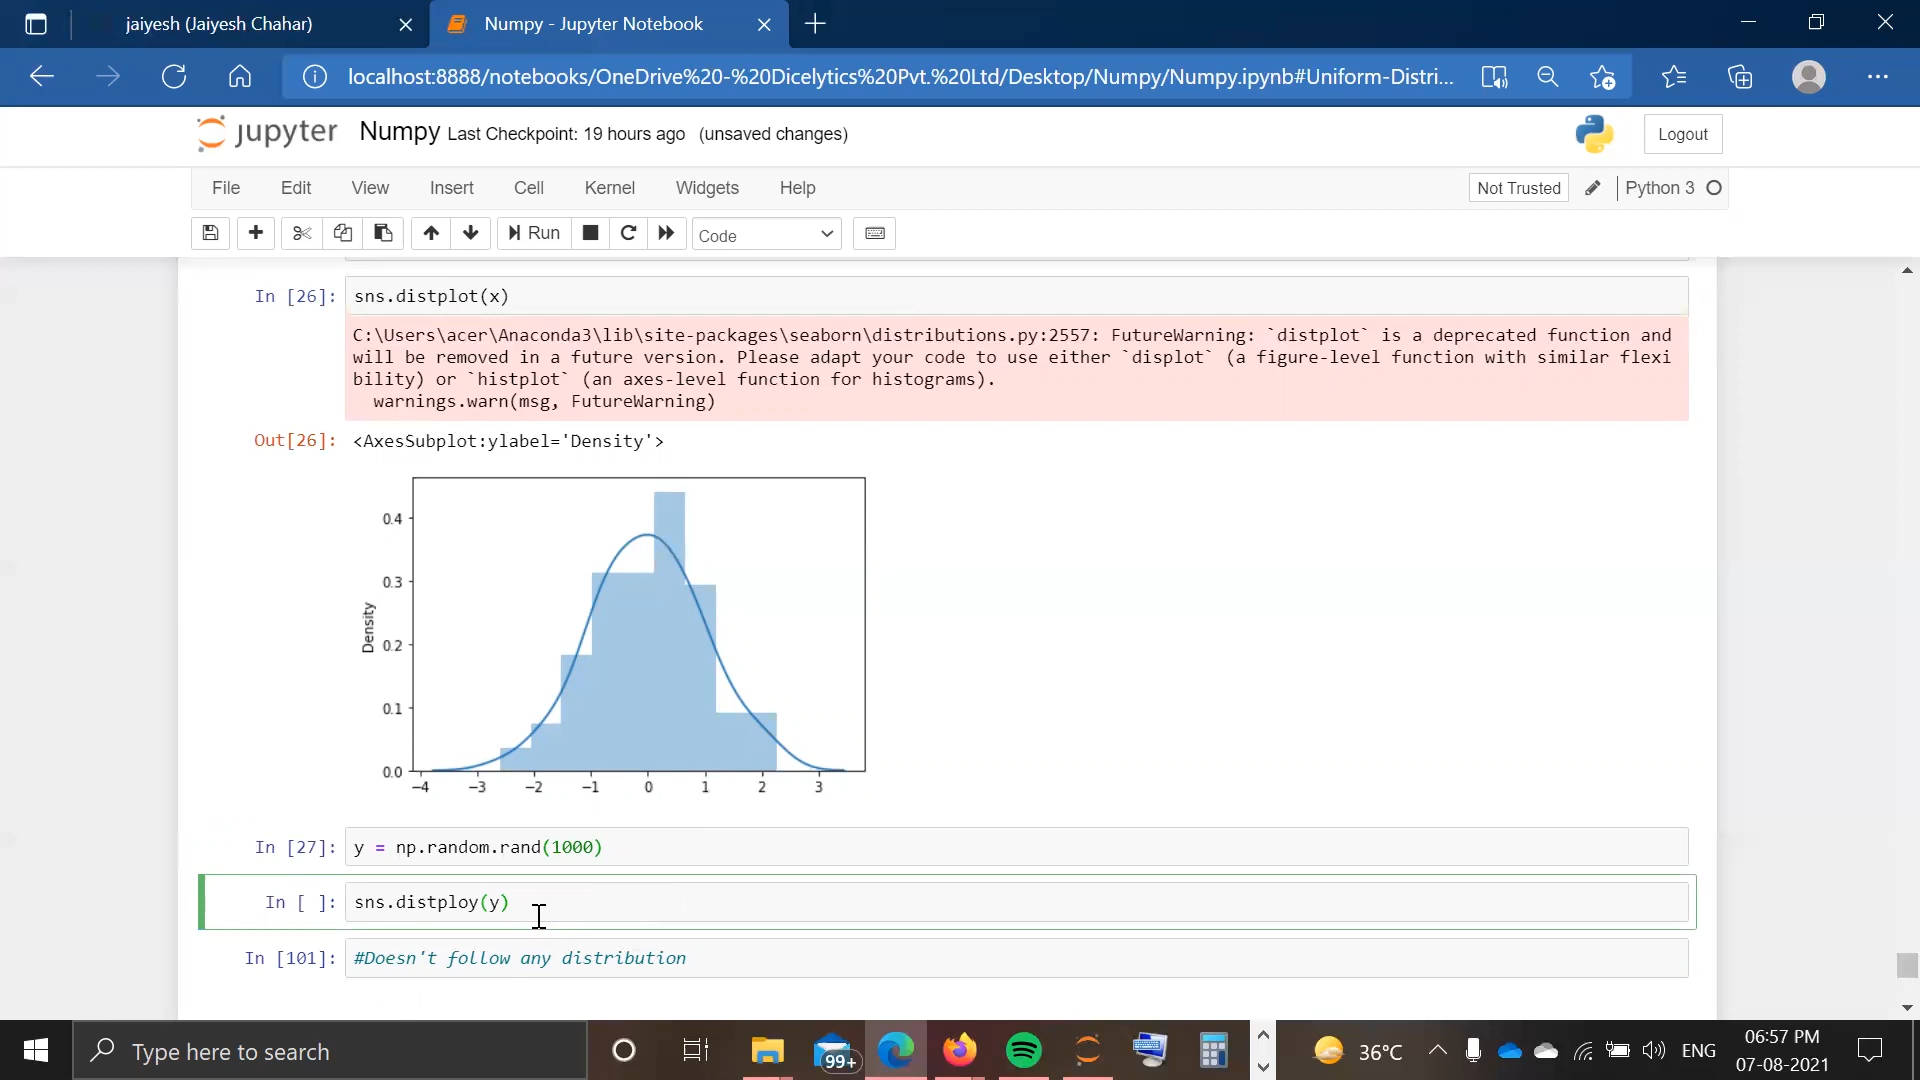 jaiyesh (Jaiyesh Chahar)
Numpy - Jupyter Notebook
localhost:8888/notebooks/OneDrive%20-%20Dicelytics%20Pvt.%20Ltd/Desktop/Numpy/Numpy.ipynb#Uniform-Distri...
jupyter Numpy Last Checkpoint: 19 hours ago (unsaved changes)
Logout
File Edit View Insert Cell Kernel Widgets Help
Not Trusted
Python 3
Run
Code
In [26]: sns.distplot(x)
C:\Users\acer\Anaconda3\lib\site-packages\seaborn\distributions.py:2557: FutureWarning: `distplot` is a deprecated function and
will be removed in a future version. Please adapt your code to use either `displot` (a figure-level function with similar flexi
bility) or `histplot` (an axes-level function for histograms).
warnings.warn(msg, FutureWarning)
Out[26]: <AxesSubplot:ylabel='Density'>
0.4
0.3
0.2
0.1
0.0
Density
−4 −3 −2 −1 0 1 2 3
In [27]: y = np.random.rand(1000)
In [ ]: sns.distploy(y)
In [101]: #Doesn't follow any distribution
Type here to search
99+
36°C
ENG
06:57 PM
07-08-2021